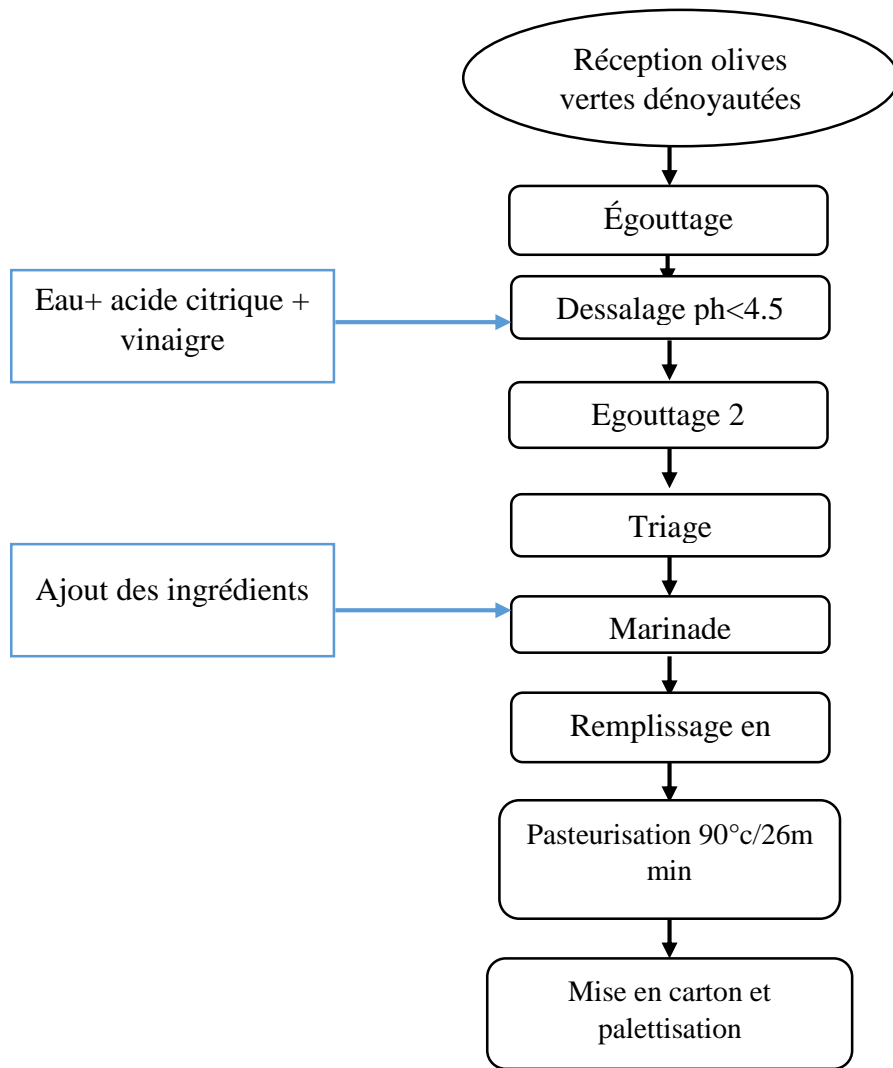 Réception olives
vertes dénoyautées
Égouttage
Eau+ acide citrique +
vinaigre
Dessalage ph<4.5
Egouttage 2
Triage
Ajout des ingrédients
Marinade
Remplissage en
Pasteurisation 90°c/26m
min
Mise en carton et
palettisation